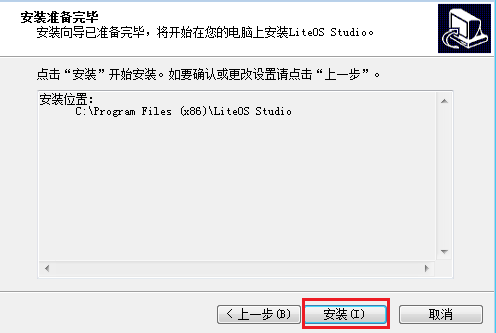 安装准备完毕
安装向导已准备完毕，将开始在您的电脑上安装LiteOS Studio。
点击“安装”开始安装。如要确认或更改设置请点击“上一步”。
安装位置：
C:\Program Files (x86)\LiteOS Studio
< 上一步(B) 安装(I) 取消